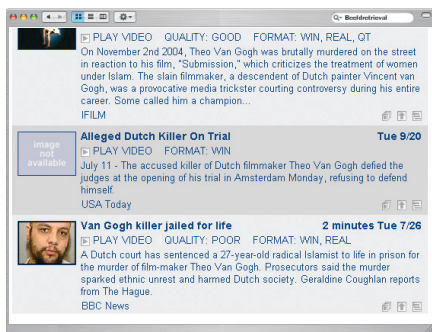 Beeldretrieval
PLAY VIDEO QUALITY: GOOD FORMAT: WIN, REAL, QT
On November 2nd 2004, Theo Van Gogh was brutally murdered on the street
in reaction to his film, "Submission," which criticizes the treatment of women
under Islam. The slain filmmaker, a descendent of Dutch painter Vincent van
Gogh, was a provocative media trickster courting controversy during his entire
career. Some called him a champion...
IFILM
image
not
available
Alleged Dutch Killer On Trial Tue 9/20
PLAY VIDEO FORMAT: WIN
July 11 - The accused killer of Dutch filmmaker Theo Van Gogh defied the
judges at the opening of his trial in Amsterdam Monday, refusing to defend
himself.
USA Today
Van Gogh killer jailed for life 2 minutes Tue 7/26
PLAY VIDEO QUALITY: POOR FORMAT: WIN, REAL
A Dutch court has sentenced a 27-year-old radical Islamist to life in prison for
the murder of film-maker Theo Van Gogh. Prosecutors said the murder
sparked ethnic unrest and harmed Dutch society. Geraldine Coughlan reports
from The Hague.
BBC News